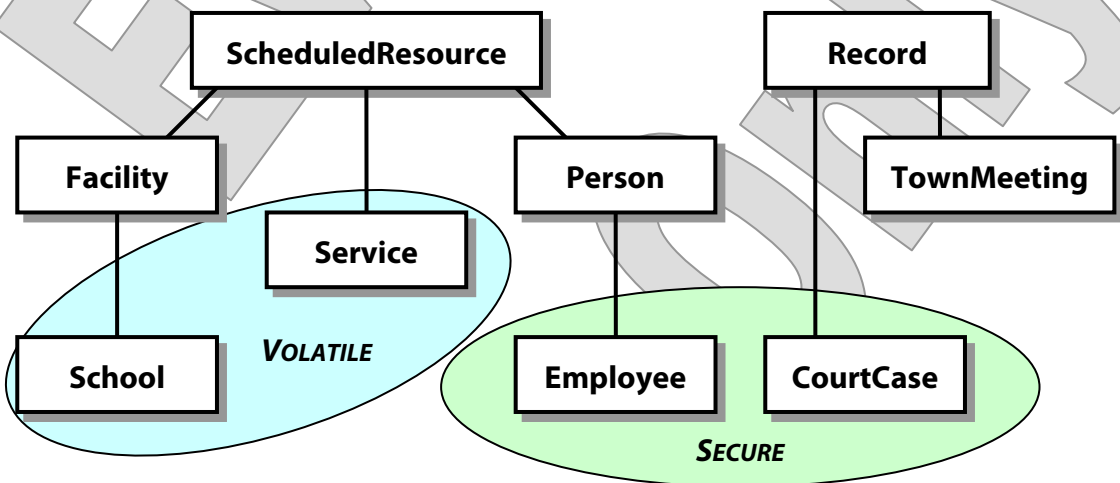 ScheduledResource
Record
Facility
Person
TownMeeting
Service
School
VOLATILE
Employee
CourtCase
SECURE